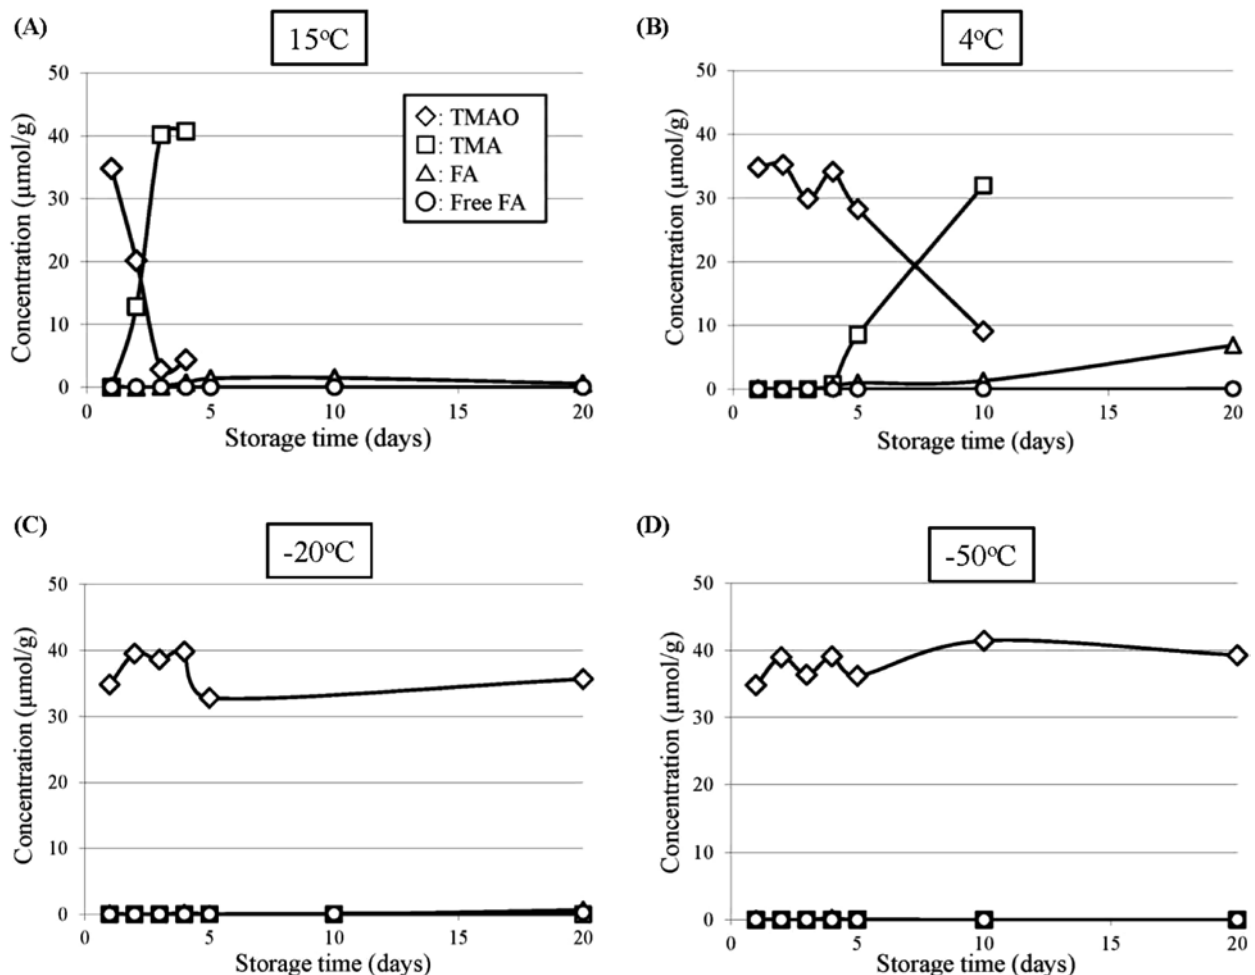 (A)
15°C
50
40
30
20
10
0
Concentration (μmol/g)
◇: TMAO
□: TMA
△: FA
○: Free FA
0 5 10 15 20
Storage time (days)
(B)
4°C
50
40
30
20
10
0
Concentration (μmol/g)
0 5 10 15 20
Storage time (days)
(C)
-20°C
50
40
30
20
10
0
Concentration (μmol/g)
0 5 10 15 20
Storage time (days)
(D)
-50°C
50
40
30
20
10
0
Concentration (μmol/g)
0 5 10 15 20
Storage time (days)